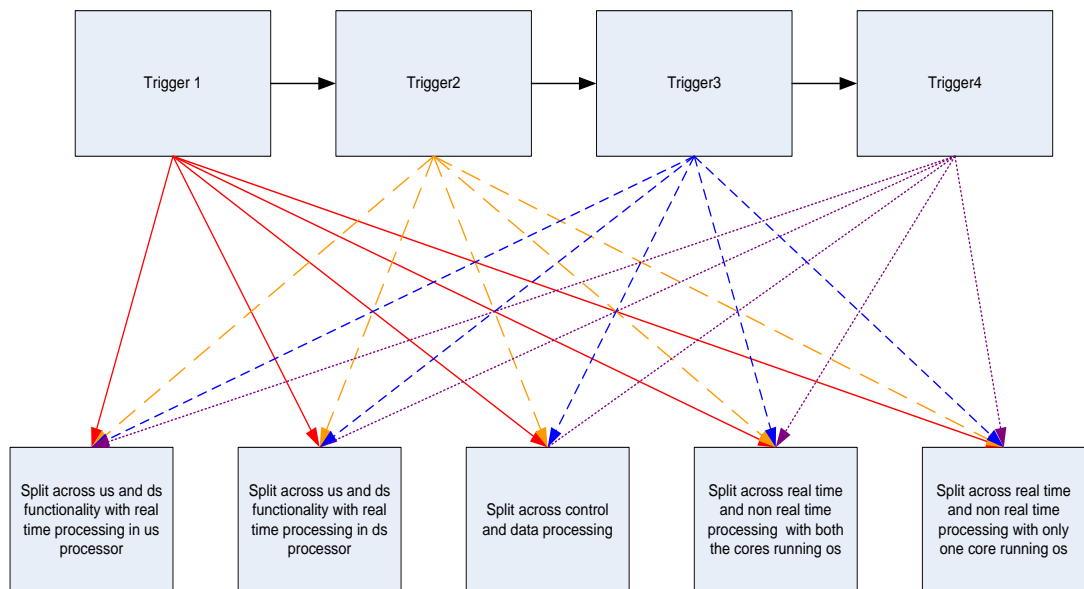 Trigger 1
Trigger2
Trigger3
Trigger4
Split across us and ds
functionality with real
time processing in us
processor
Split across us and ds
functionality with real
time processing in ds
processor
Split across control
and data processing
Split across real time
and non real time
processing with both
the cores running os
Split across real time
and non real time
processing with only
one core running os